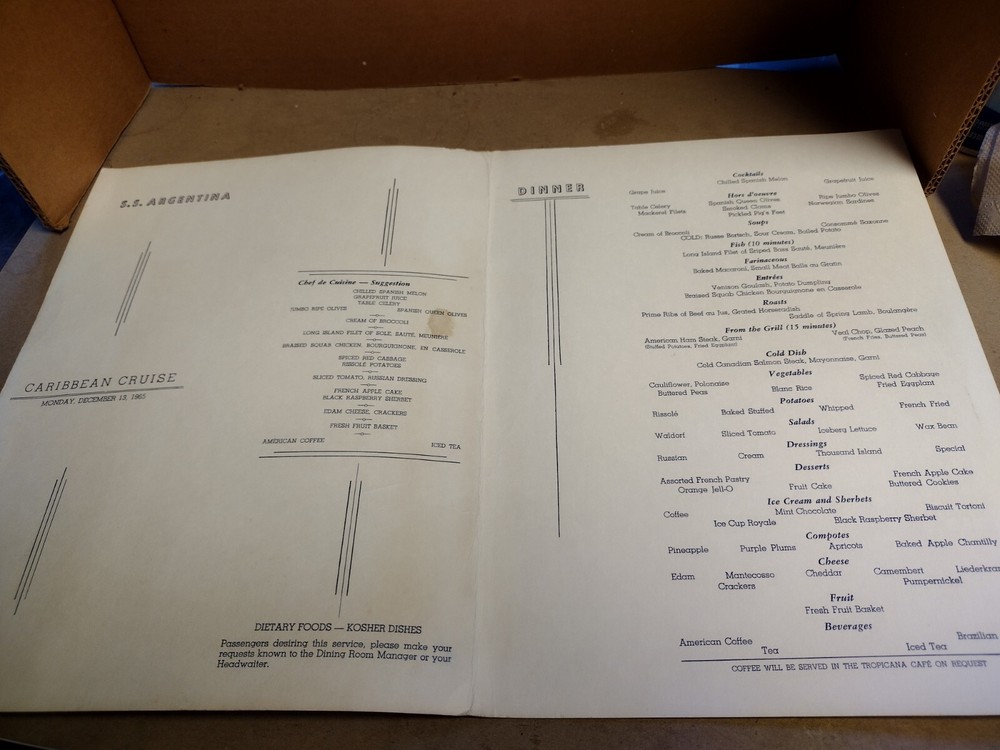 S.S. ARGENTINA
CARIBBEAN CRUISE
MONDAY, DECEMBER 13, 1965
Chef de Cuisine — Suggestion
CHILLED SPANISH MELON
GRAPEFRUIT JUICE
TABLE CELERY
JUMBO RIPE OLIVES SPANISH QUEEN OLIVES
CREAM OF BROCCOLI
LONG ISLAND FILET OF SOLE, SAUTE, MEUNIERE
BRAISED SQUAB CHICKEN, BOURGUIGNONNE, EN CASSEROLE
SPICED RED CABBAGE
RISSOLE POTATOES
SLICED TOMATO, RUSSIAN DRESSING
FRENCH APPLE CAKE
BLACK RASPBERRY SHERBET
EDAM CHEESE, CRACKERS
FRESH FRUIT BASKET
AMERICAN COFFEE ICED TEA
DIETARY FOODS — KOSHER DISHES
Passengers desiring this service, please make your
requests known to the Dining Room Manager or your
Headwaiter.
DINNER
Cocktails
Grape Juice Chilled Spanish Melon Grapefruit Juice
Hors d'oeuvre
Table Celery Spanish Queen Olives Ripe Jumbo Olives
Mackerel Filets Smoked Clams Norwegian Sardines
Pickled Pig's Feet
Soups
Cream of Broccoli Consommé Saxonne
COLD: Russe Bortsch, Sour Cream, Boiled Potato
Fish (10 minutes)
Long Island Filet of Striped Bass Sauté, Meunière
Farinaceous
Baked Macaroni, Small Meat Balls au Gratin
Entrées
Venison Goulash, Potato Dumpling
Braised Squab Chicken Bourguignonne en Casserole
Roasts
Prime Ribs of Beef au Jus, Grated Horseradish Saddle of Spring Lamb, Boulangère
From the Grill (15 minutes)
American Ham Steak, Garni Veal Chop, Glazed Peach
(Stuffed Potatoes, Fried Eggplant) (French Fries, Buttered Peas)
Cold Dish
Cold Canadian Salmon Steak, Mayonnaise, Garni
Vegetables
Cauliflower, Polonaise Blanc Rice Spiced Red Cabbage
Buttered Peas Fried Eggplant
Potatoes
Rissolé Baked Stuffed Whipped French Fried
Salads
Waldorf Sliced Tomato Iceberg Lettuce Wax Bean
Dressings
Russian Cream Thousand Island Special
Desserts
Assorted French Pastry Fruit Cake French Apple Cake
Orange Jell-O Buttered Cookies
Ice Cream and Sherbets
Coffee Mint Chocolate Biscuit Tortoni
Ice Cup Royale Black Raspberry Sherbet
Compotes
Pineapple Purple Plums Apricots Baked Apple Chantilly
Cheese
Edam Mantecosso Cheddar Camembert Liederkran
Crackers Pumpernickel
Fruit
Fresh Fruit Basket
Beverages
American Coffee Brazilian
Tea Iced Tea
COFFEE WILL BE SERVED IN THE TROPICANA CAFÉ ON REQUEST